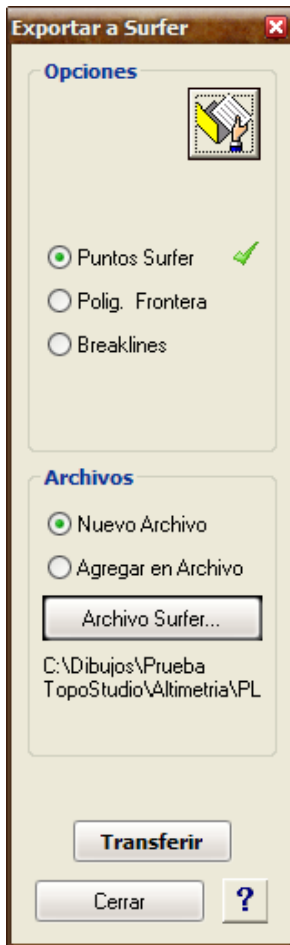 Exportar a Surfer
Opciones
Puntos Surfer
Polig. Frontera
Breaklines
Archivos
Nuevo Archivo
Agregar en Archivo
Archivo Surfer...
C:\Dibujos\Prueba
TopoStudio\Altimetria\PL
Transferir
Cerrar
?